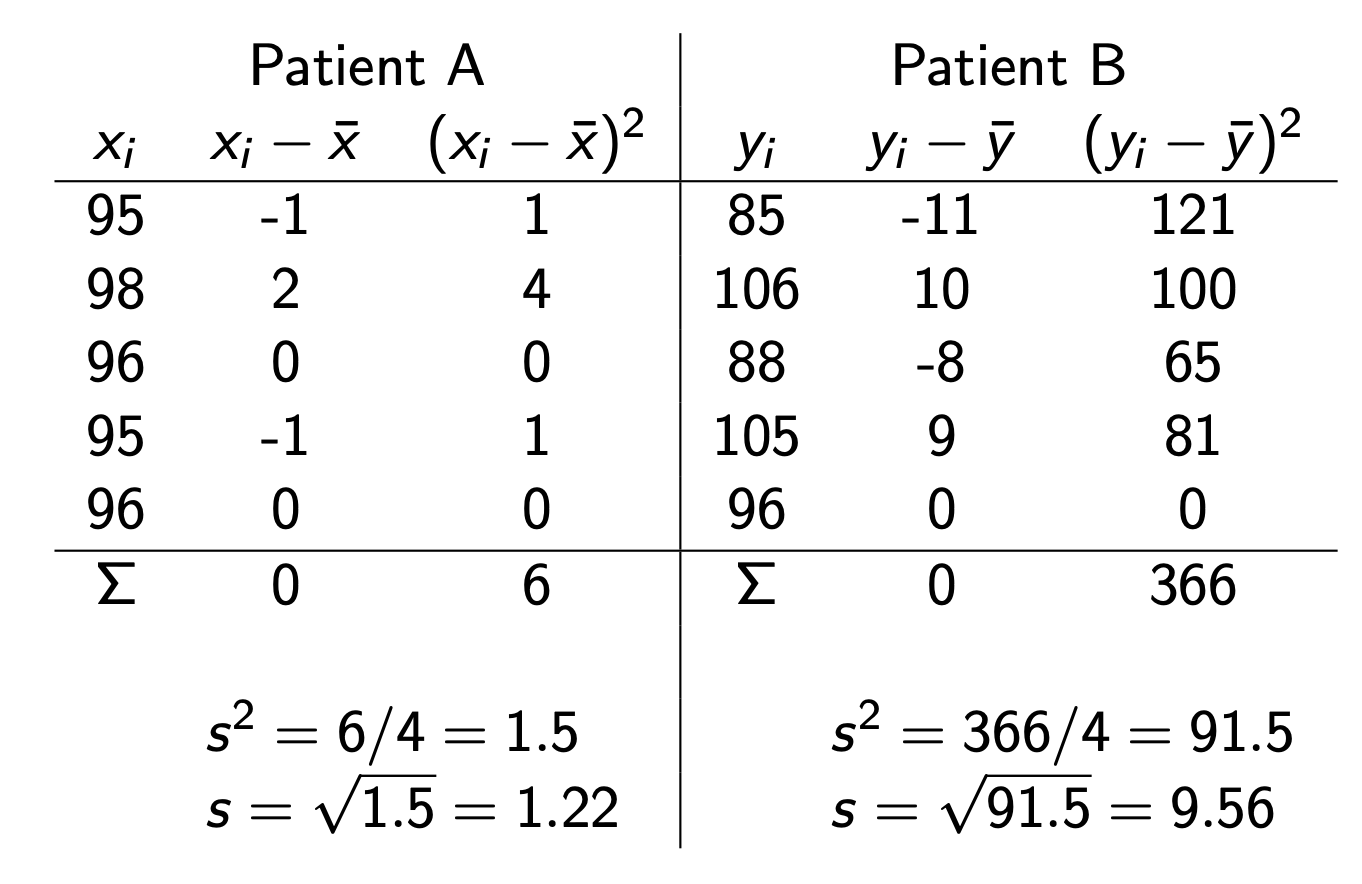 Patient A Patient B
xᵢ xᵢ − x̄ (xᵢ − x̄)² yᵢ yᵢ − ȳ (yᵢ − ȳ)²
95 -1 1 85 -11 121
98 2 4 106 10 100
96 0 0 88 -8 65
95 -1 1 105 9 81
96 0 0 96 0 0
Σ 0 6 Σ 0 366
s² = 6/4 = 1.5 s² = 366/4 = 91.5
s = √1.5 = 1.22 s = √91.5 = 9.56